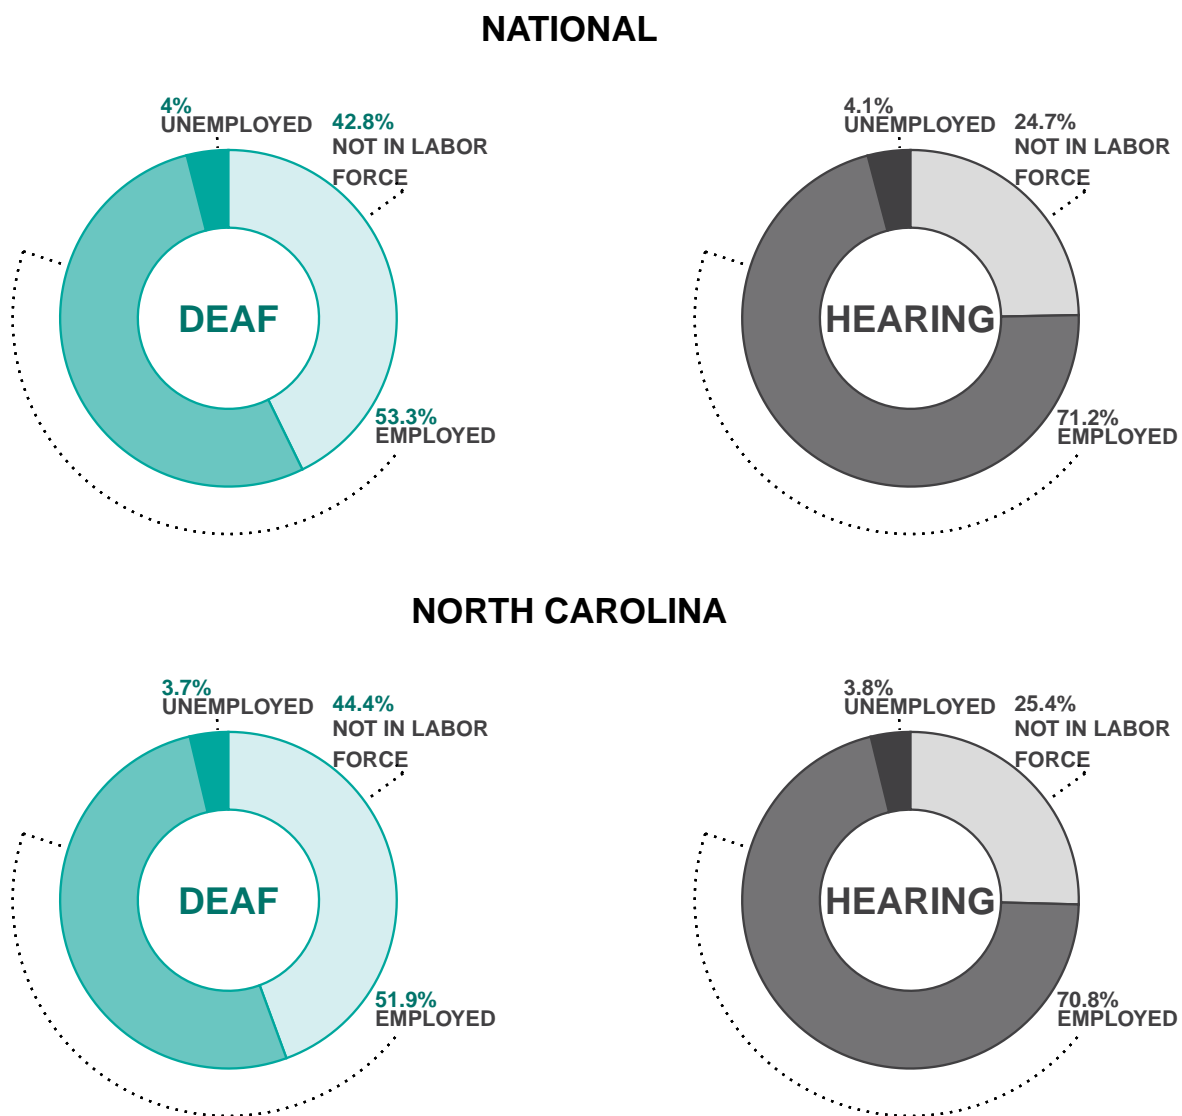 NATIONAL
4%
UNEMPLOYED
42.8%
NOT IN LABOR
FORCE
DEAF
53.3%
EMPLOYED
4.1%
UNEMPLOYED
24.7%
NOT IN LABOR
FORCE
HEARING
71.2%
EMPLOYED
NORTH CAROLINA
3.7%
UNEMPLOYED
44.4%
NOT IN LABOR
FORCE
DEAF
51.9%
EMPLOYED
3.8%
UNEMPLOYED
25.4%
NOT IN LABOR
FORCE
HEARING
70.8%
EMPLOYED